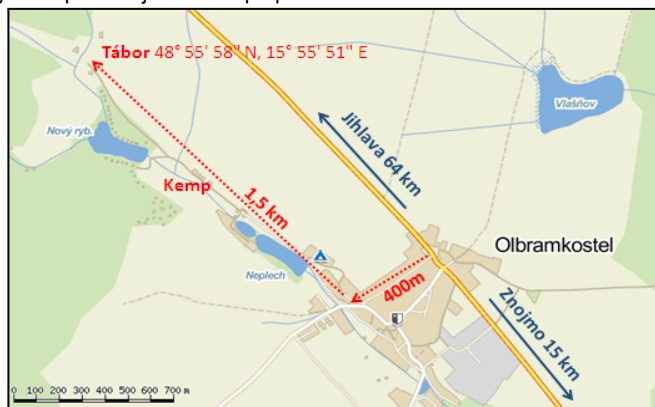 Tábor 48° 55' 58" N, 15° 55' 51" E
Vlašňov
Nový ryb.
Jihlava 64 km
Kemp
1,5 km
Olbramkostel
Neplech
400m
Znojmo 15 km
0 100 200 300 400 500 600 700 m